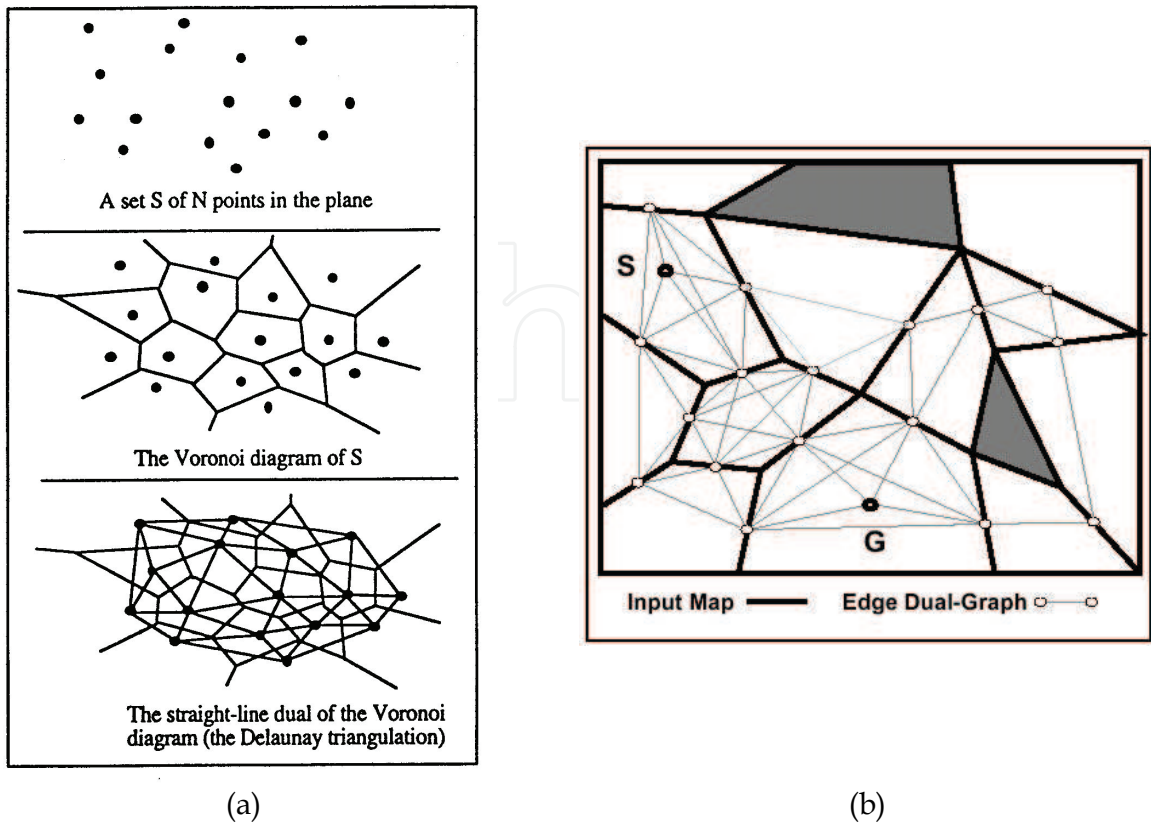 A set S of N points in the plane
The Voronoi diagram of S
The straight-line dual of the Voronoi
diagram (the Delaunay triangulation)
(a)
S
G
Input Map
Edge Dual-Graph
(b)